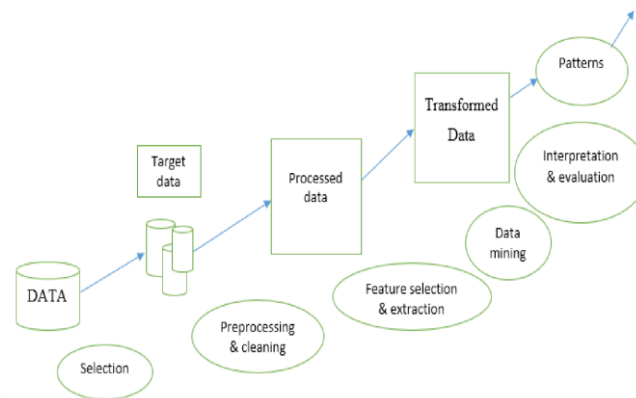 Patterns
Transformed
Data
Interpretation
& evaluation
Target
data
Processed
data
Data
mining
DATA
Feature selection
& extraction
Preprocessing
& cleaning
Selection